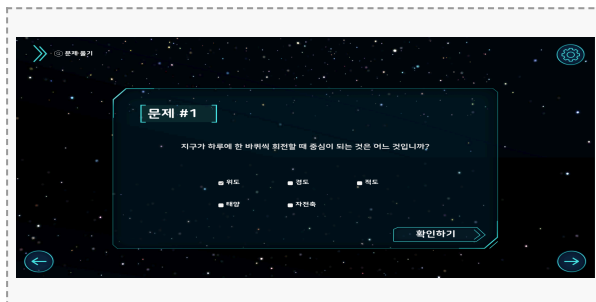 문제 풀기
문제 #1
지구가 하루에 한 바퀴씩 회전할 때 중심이 되는 것은 어느 것입니까?
위도 경도 적도
태양 자전축
확인하기